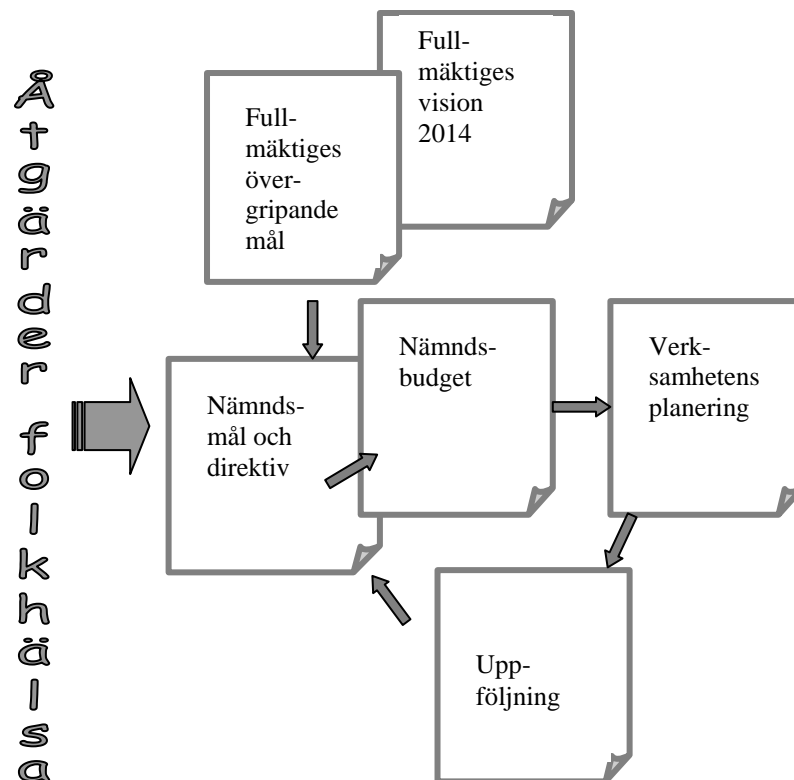 Åtgärder folkhälsa
Full-
mäktiges
vision
2014
Full-
mäktiges
över-
gripande
mål
Nämnds-
budget
Verk-
samhetens
planering
Nämnds-
mål och
direktiv
Upp-
följning